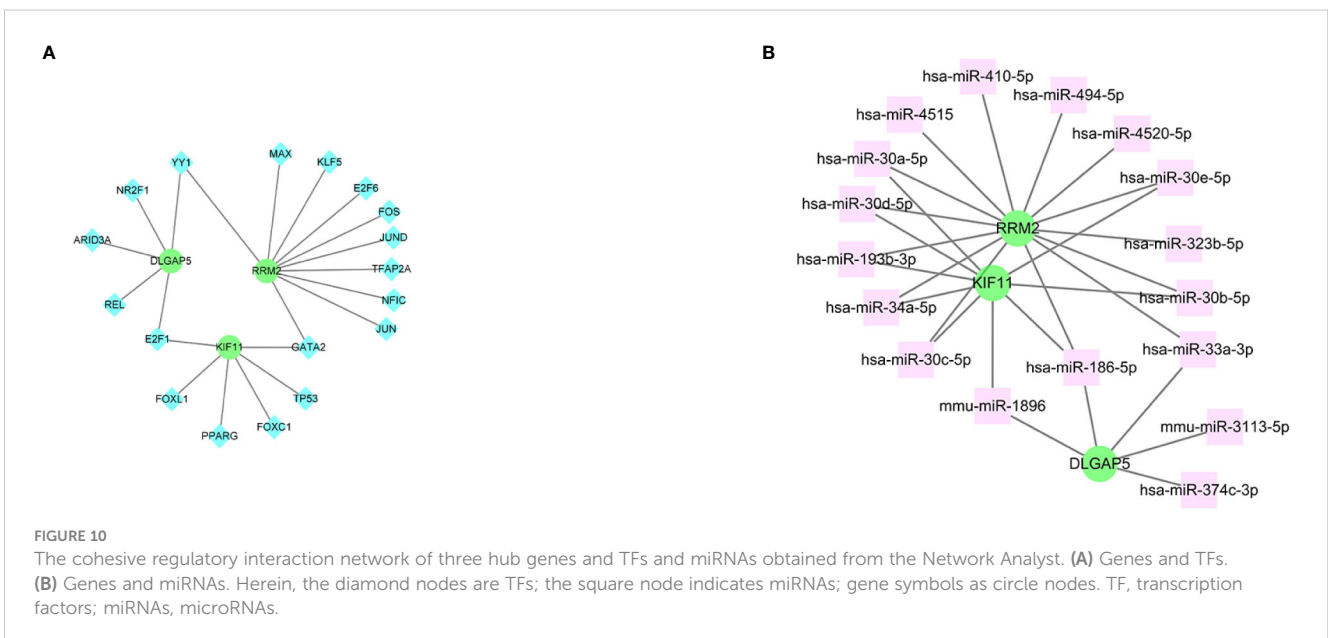 A
B
YY1
MAX
KLF5
NR2F1
E2F6
FOS
ARID3A
JUND
DLGAP5
RRM2
TFAP2A
REL
NFIC
JUN
E2F1
KIF11
GATA2
FOXL1
TP53
PPARG
FOXC1
hsa-miR-410-5p
hsa-miR-494-5p
hsa-miR-4515
hsa-miR-4520-5p
hsa-miR-30a-5p
hsa-miR-30e-5p
hsa-miR-30d-5p
RRM2
hsa-miR-323b-5p
hsa-miR-193b-3p
KIF11
hsa-miR-30b-5p
hsa-miR-34a-5p
hsa-miR-33a-3p
hsa-miR-30c-5p
hsa-miR-186-5p
mmu-miR-1896
mmu-miR-3113-5p
DLGAP5
hsa-miR-374c-3p
FIGURE 10
The cohesive regulatory interaction network of three hub genes and TFs and miRNAs obtained from the Network Analyst. (A) Genes and TFs.
(B) Genes and miRNAs. Herein, the diamond nodes are TFs; the square node indicates miRNAs; gene symbols as circle nodes. TF, transcription
factors; miRNAs, microRNAs.